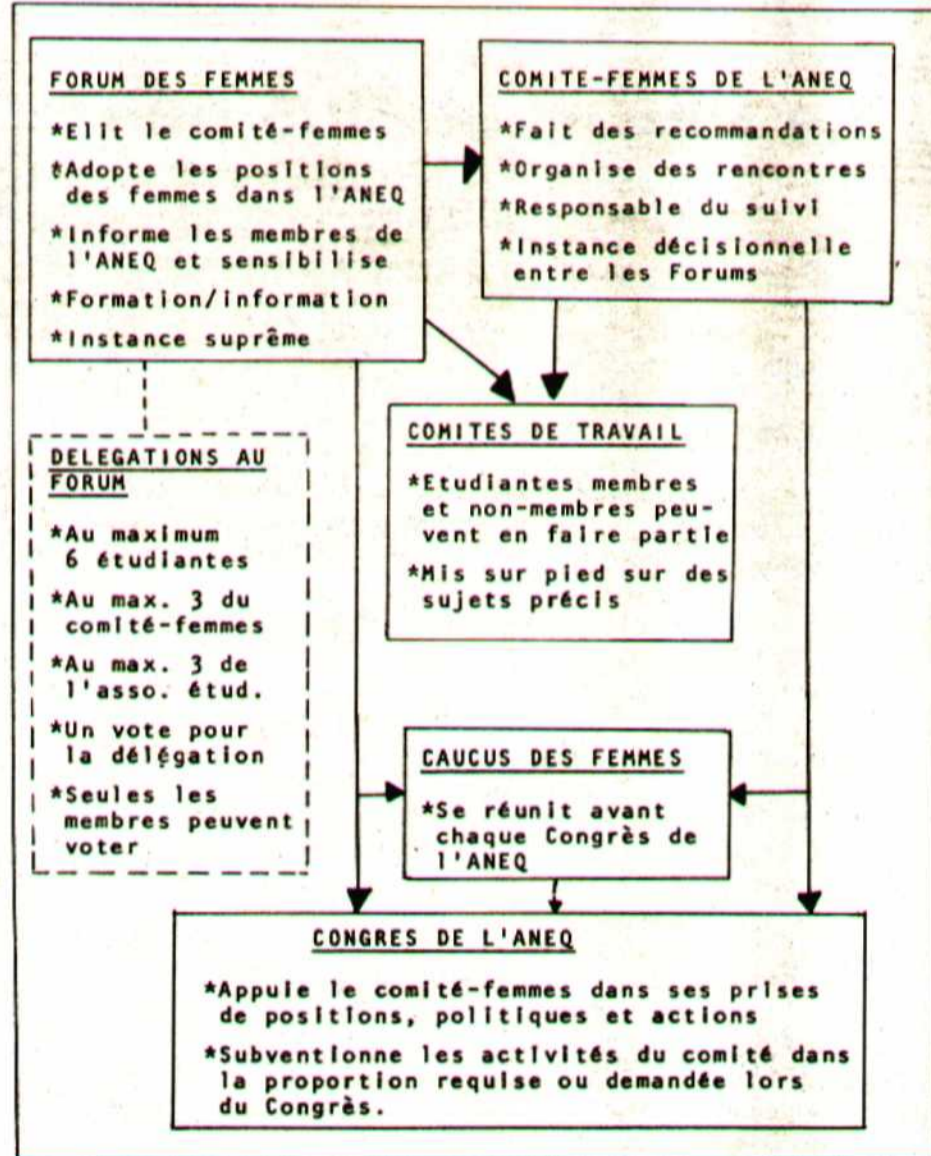 FORUM DES FEMMES
*Elit le comité-femmes
*Adopte les positions
des femmes dans l'ANEQ
*Informe les membres de
l'ANEQ et sensibilise
*Formation/information
*Instance suprême
COMITE-FEMMES DE L'ANEQ
*Fait des recommandations
*Organise des rencontres
*Responsable du suivi
*Instance décisionnelle
entre les Forums
DELEGATIONS AU
FORUM
*Au maximum
6 étudiantes
*Au max. 3 du
comité-femmes
*Au max. 3 de
l'asso. étud.
*Un vote pour
la délégation
*Seules les
membres peuvent
voter
COMITES DE TRAVAIL
*Etudiantes membres
et non-membres peu-
vent en faire partie
*Mis sur pied sur des
sujets précis
CAUCUS DES FEMMES
*Se réunit avant
chaque Congrès de
l'ANEQ
CONGRES DE L'ANEQ
*Appuie le comité-femmes dans ses prises
de positions, politiques et actions
*Subventionne les activités du comité dans
la proportion requise ou demandée lors
du Congrès.